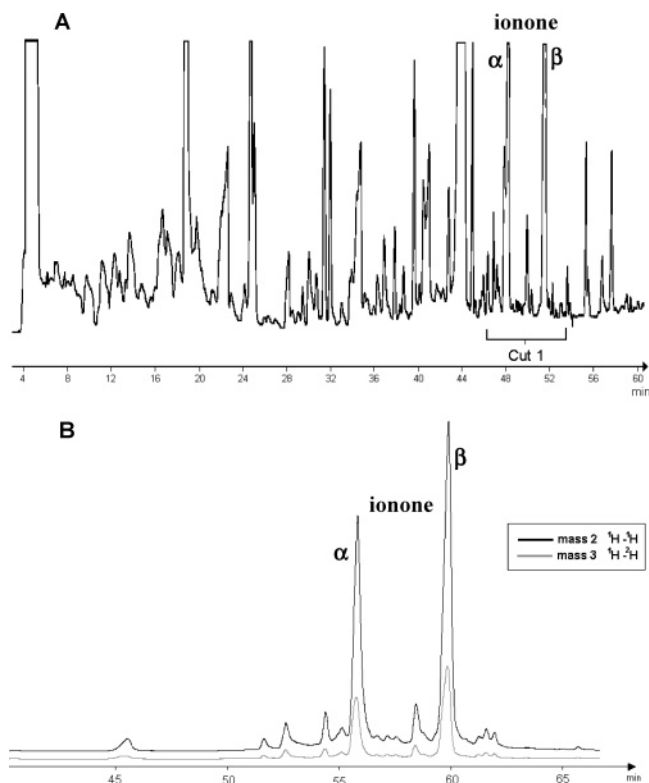 A
ionone
α
β
Cut 1
4 8 12 16 20 24 28 32 36 40 44 48 52 56 60
min
B
β
ionone
α
mass 2 ¹H-¹H
mass 3 ¹H-²H
45 50 55 60 65 min